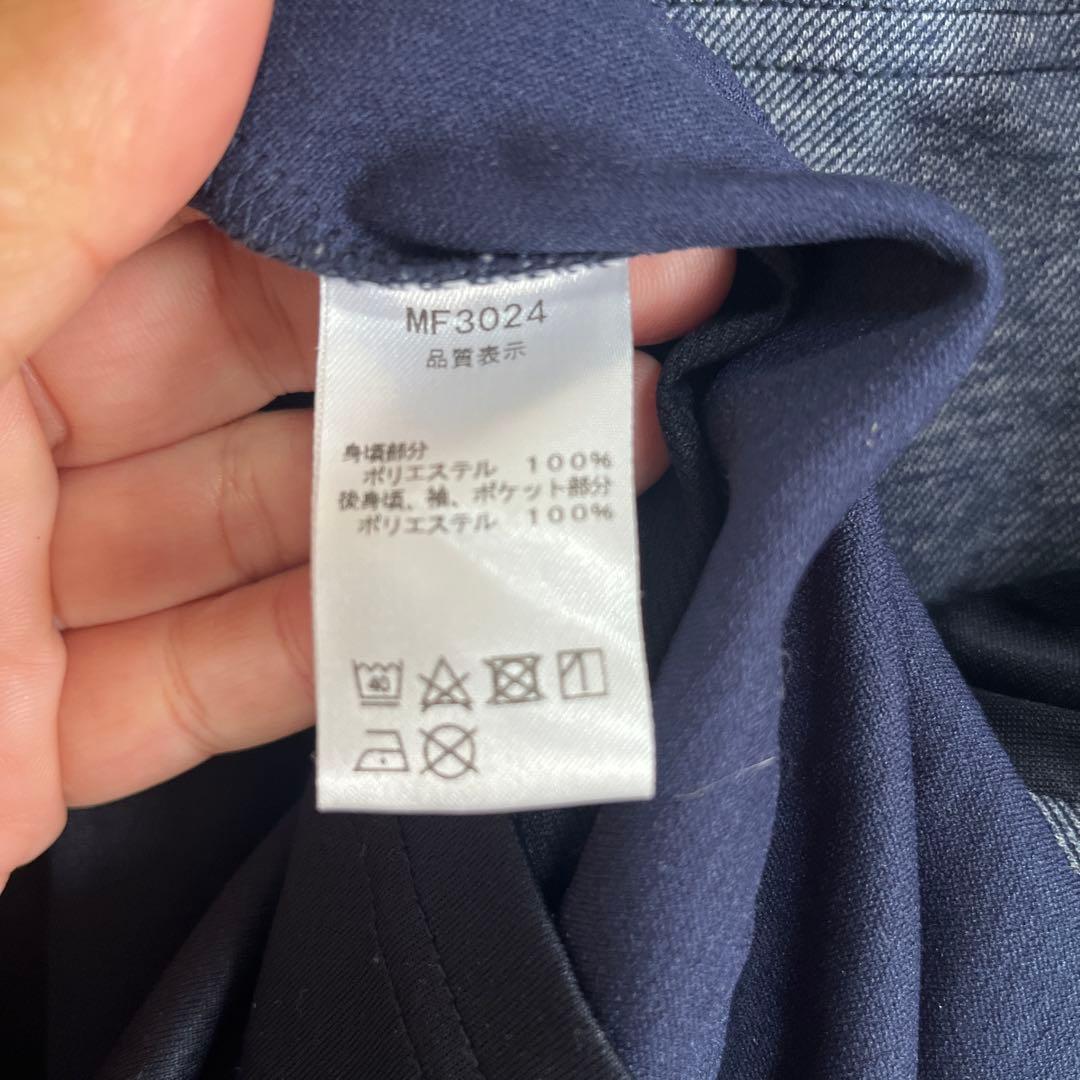 MF3024
品質表示
身頃部分
ポリエステル 100%
後身頃、袖、ポケット部分
ポリエステル 100%
40